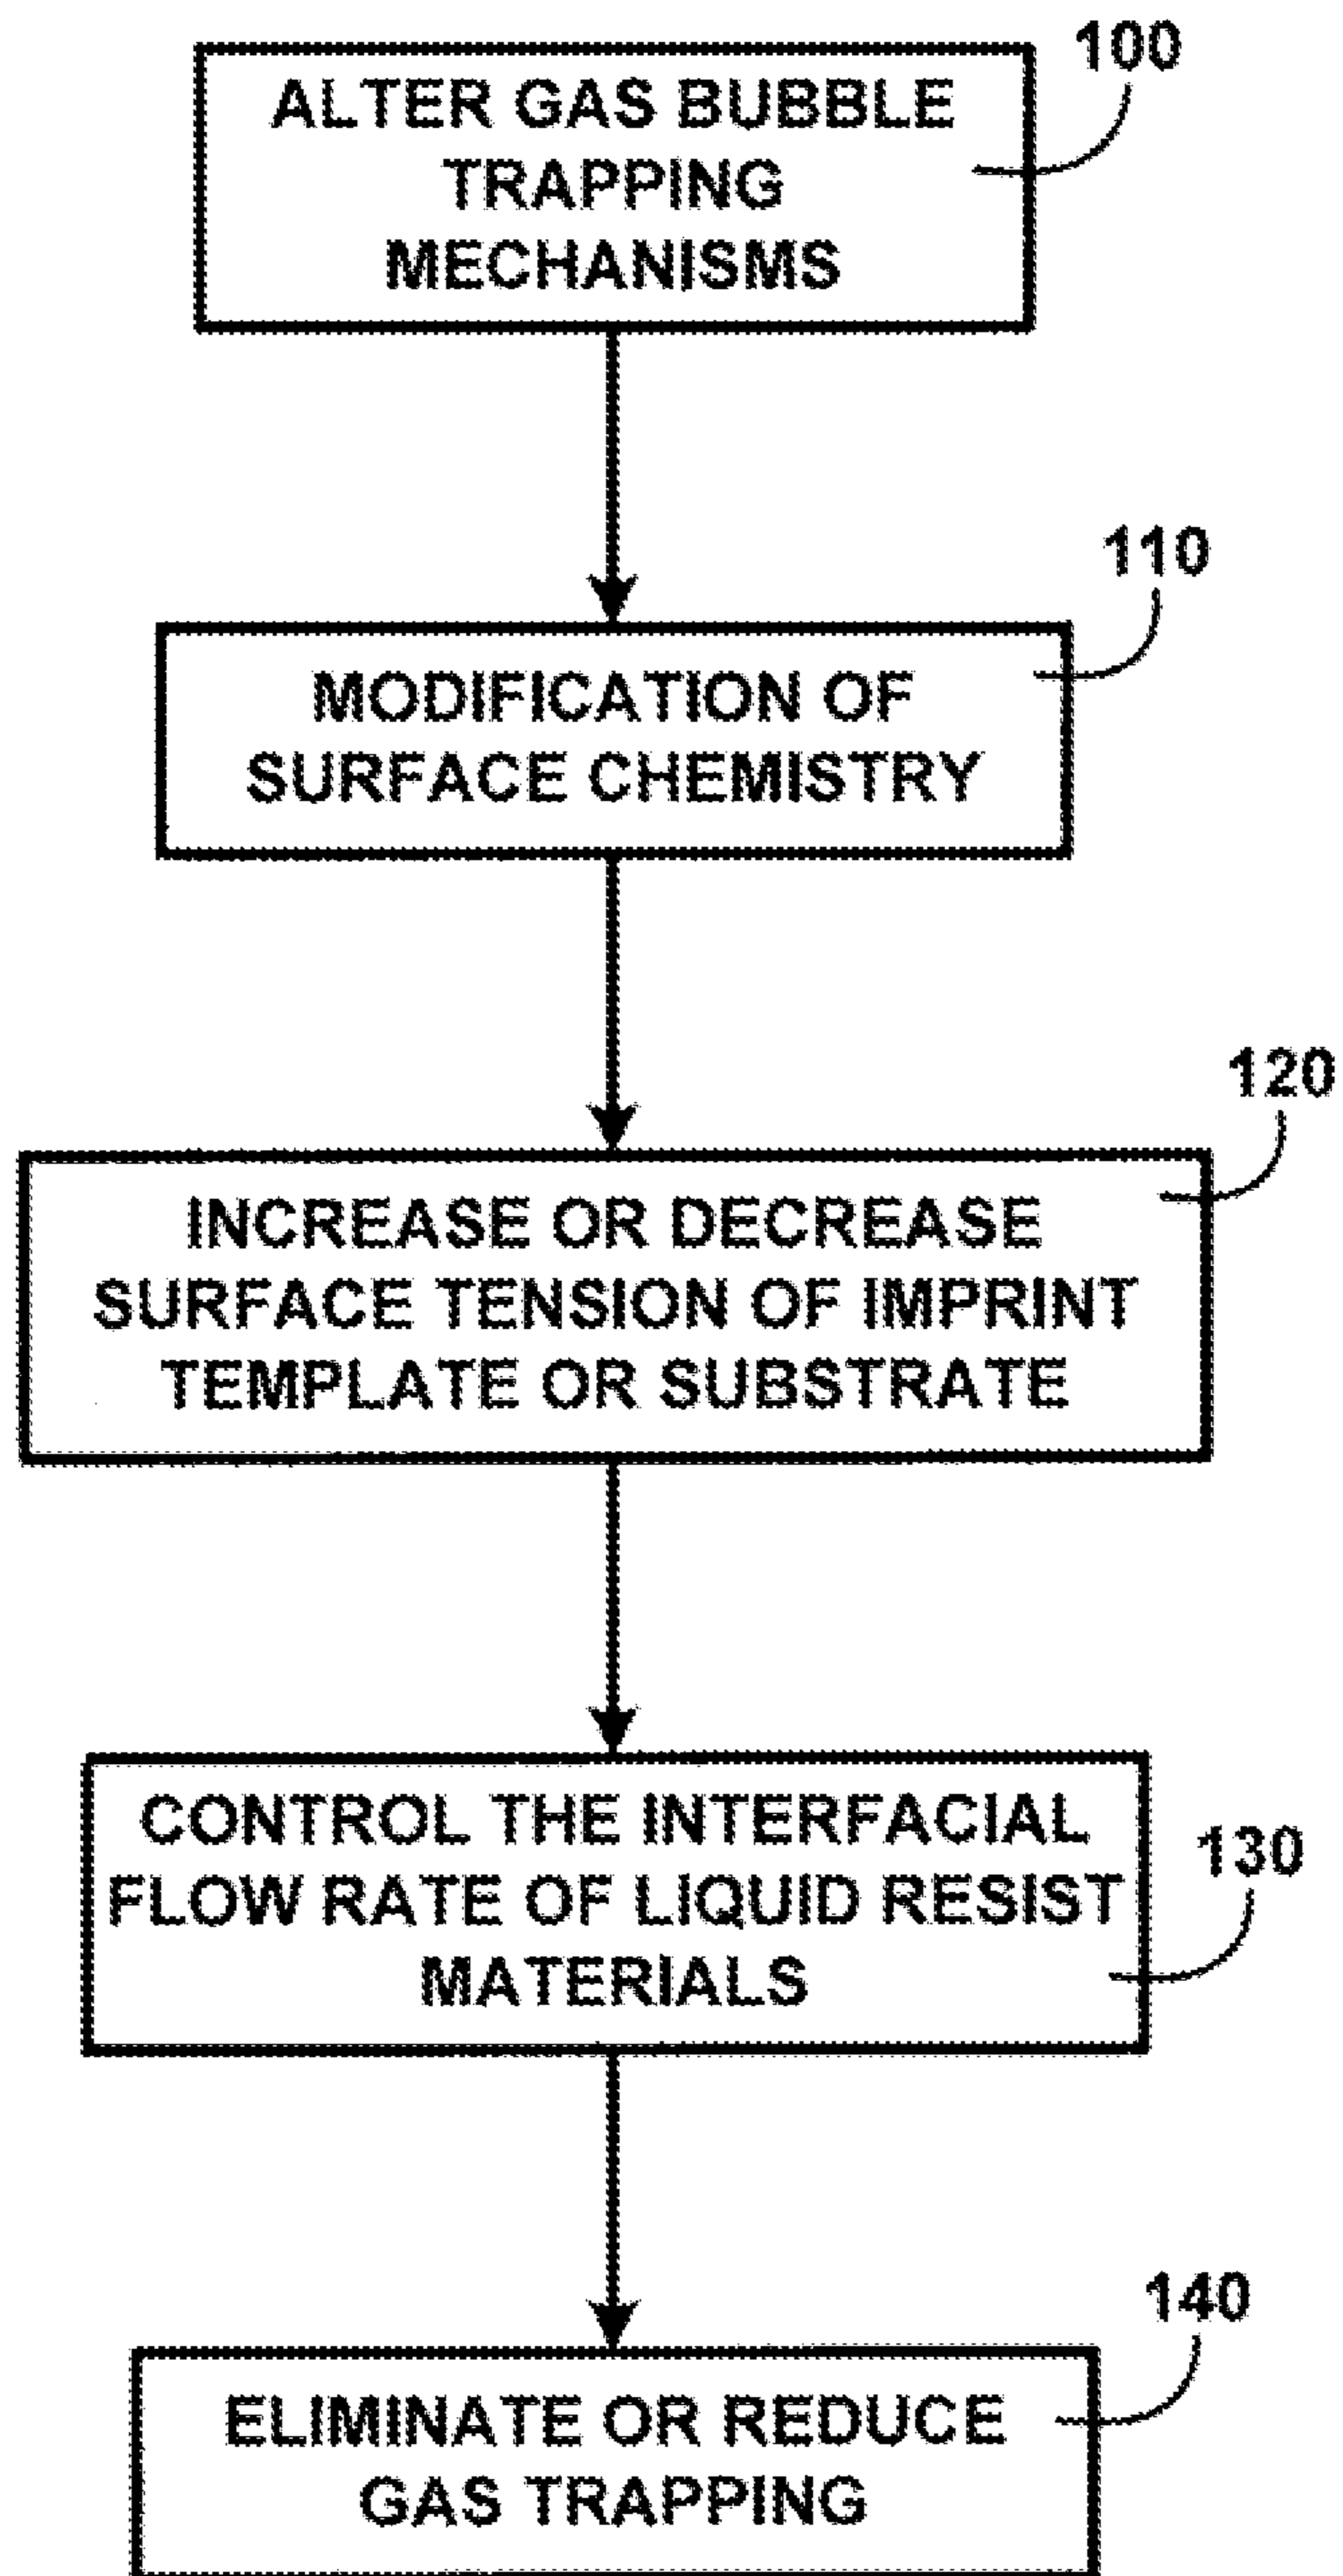 100
ALTER GAS BUBBLE
TRAPPING
MECHANISMS
110
MODIFICATION OF
SURFACE CHEMISTRY
120
INCREASE OR DECREASE
SURFACE TENSION OF IMPRINT
TEMPLATE OR SUBSTRATE
CONTROL THE INTERFACIAL
130
FLOW RATE OF LIQUID RESIST
MATERIALS
140
ELIMINATE OR REDUCE
GAS TRAPPING